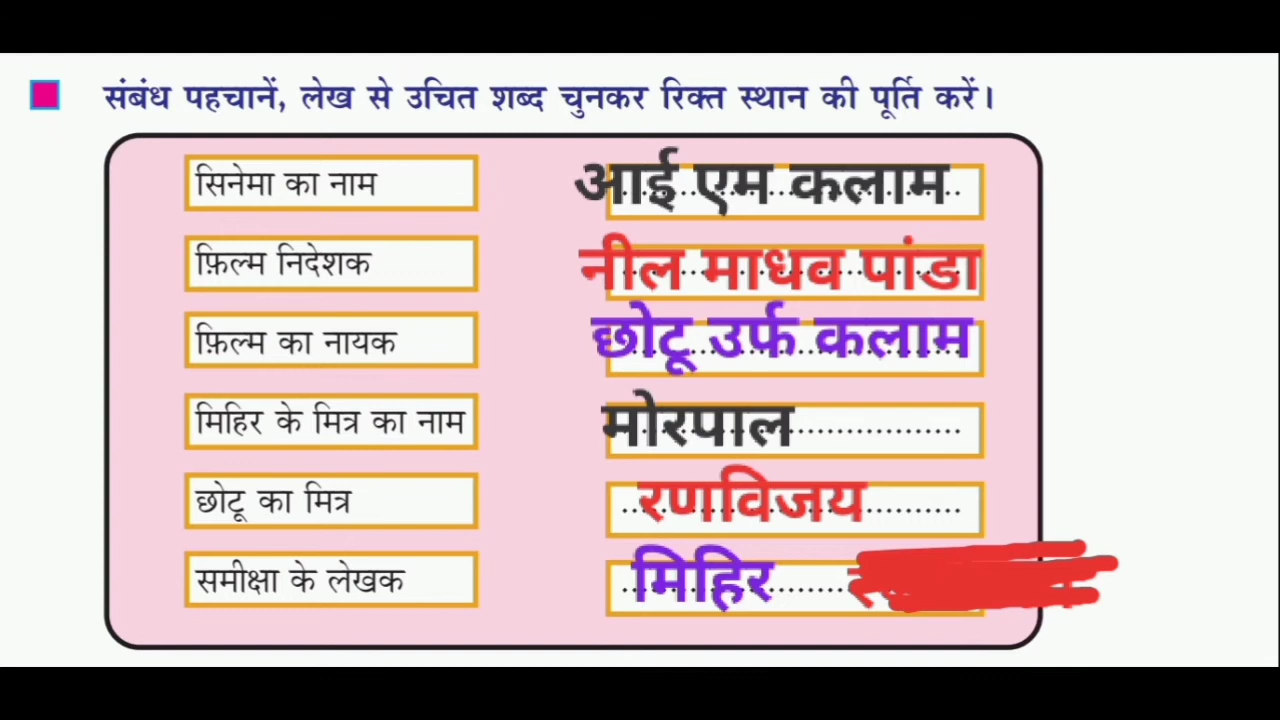 संबंध पहचानें, लेख से उचित शब्द चुनकर रिक्त स्थान की पूर्ति करें।
सिनेमा का नाम आई एम कलाम
फ़िल्म निदेशक नील माधव पांडा
फ़िल्म का नायक छोटू उर्फ कलाम
मिहिर के मित्र का नाम मोरपाल
छोटू का मित्र रणविजय
समीक्षा के लेखक मिहिर